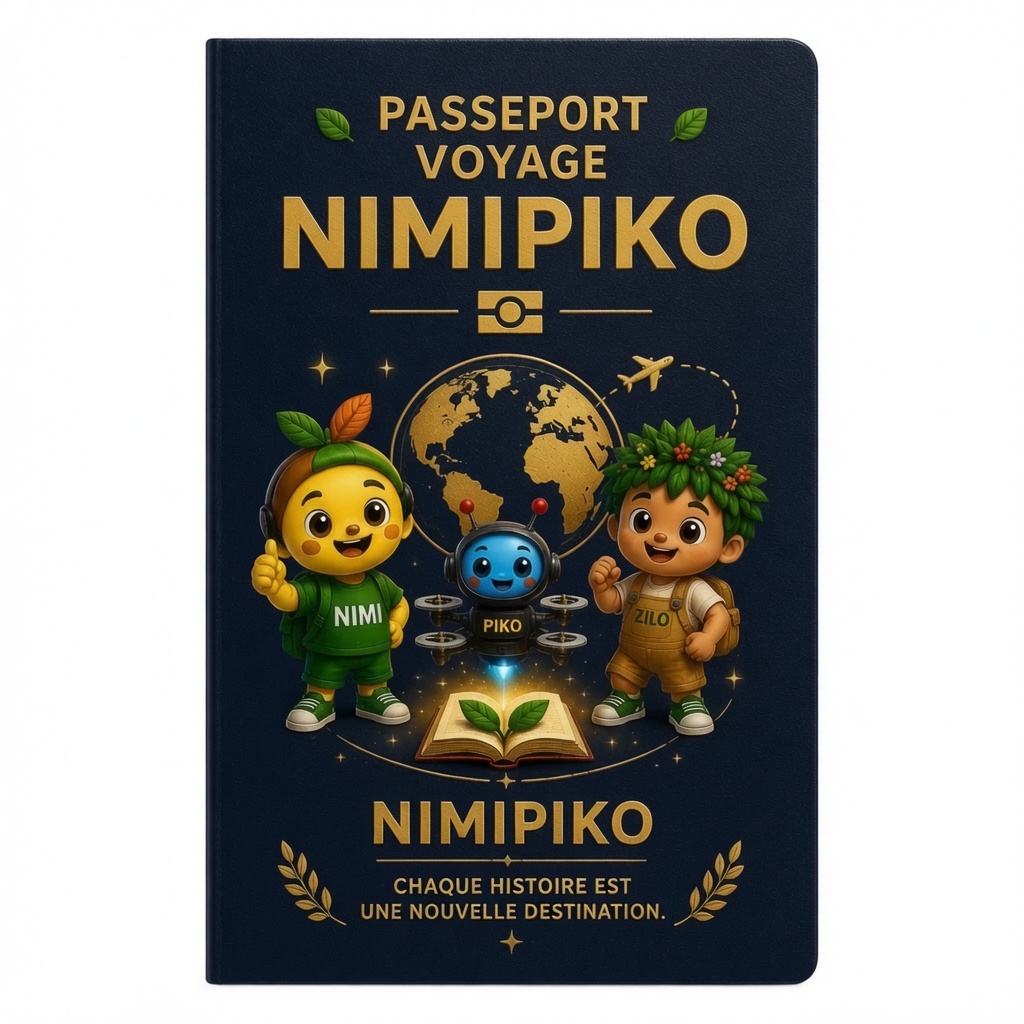 PASSEPORT
VOYAGE
NIMIPIKO
NIMI
PIKO
ZILO
NIMIPIKO
CHAQUE HISTOIRE EST
UNE NOUVELLE DESTINATION.